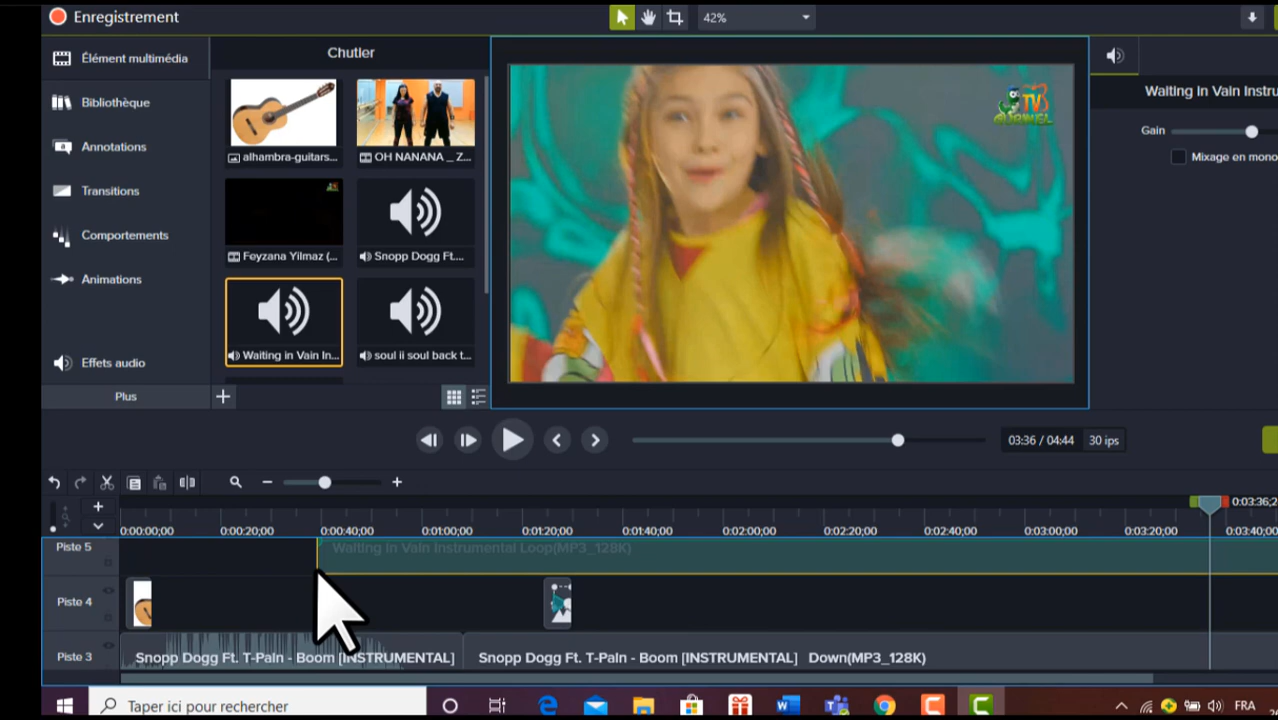 Enregistrement
42%
Élément multimédia
Bibliothèque
Annotations
Transitions
Comportements
Animations
Effets audio
Plus
Chutier
alhambra-guitars...
OH NANANA _ Z...
Feyzana Yilmaz (...
Snopp Dogg Ft....
Waiting in Vain In...
soul ii soul back t...
TV
Waiting in Vain Instru
Gain
Mixage en mono
03:36 / 04:44 30 ips
0:03:36;2
0:00:00;00 0:00:20;00 0:00:40;00 0:01:00;00 0:01:20;00 0:01:40;00 0:02:00;00 0:02:20;00 0:02:40;00 0:03:00;00 0:03:20;00 0:03:40;00
Piste 5
Waiting in Vain Instrumental Loop(MP3_128K)
Piste 4
Piste 3
Snopp Dogg Ft. T-Pain - Boom [INSTRUMENTAL]
Snopp Dogg Ft. T-Pain - Boom [INSTRUMENTAL] Down(MP3_128K)
Taper ici pour rechercher
FRA